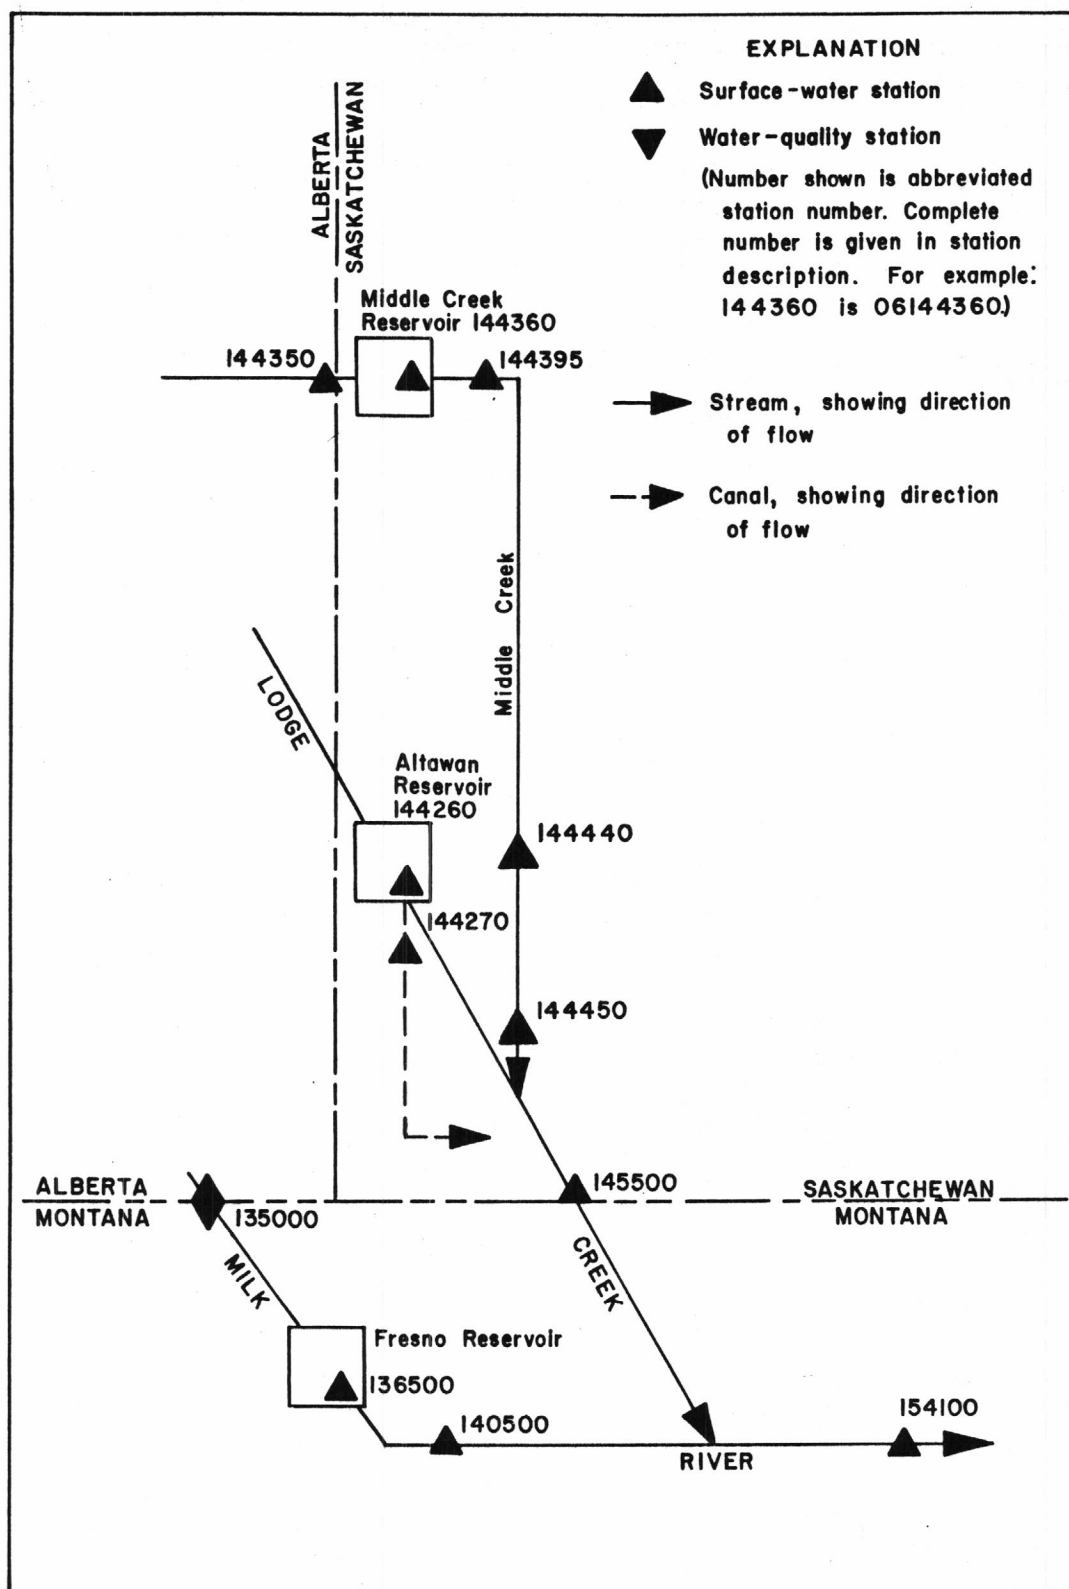 EXPLANATION
Surface-water station
Water-quality station
(Number shown is abbreviated
station number. Complete
number is given in station
description. For example:
144360 is 06144360.)
Stream, showing direction
of flow
Canal, showing direction
of flow
ALBERTA
SASKATCHEWAN
Middle Creek
Reservoir 144360
144350
144395
Middle Creek
LODGE
Altawan
Reservoir
144260
144440
144270
144450
ALBERTA
MONTANA
135000
145500
SASKATCHEWAN
MONTANA
MILK
CREEK
Fresno Reservoir
136500
140500
154100
RIVER